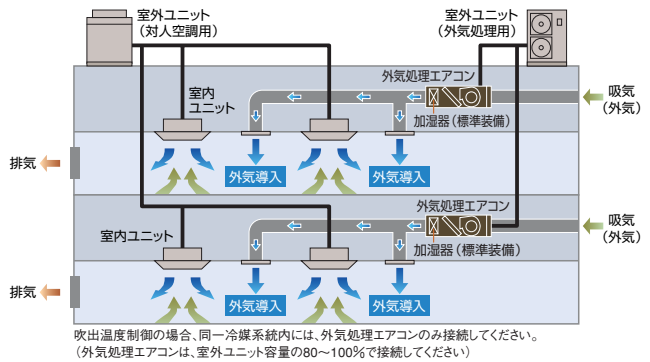 室外ユニット
（対人空調用）
室外ユニット
（外気処理用）
外気処理エアコン
室内
ユニット
加湿器（標準装備）
吸気
（外気）
排気
外気導入
外気導入
外気処理エアコン
室内ユニット
加湿器（標準装備）
吸気
（外気）
排気
外気導入
外気導入
吹出温度制御の場合、同一冷媒系統内には、外気処理エアコンのみ接続してください。
（外気処理エアコンは、室外ユニット容量の80〜100%で接続してください）